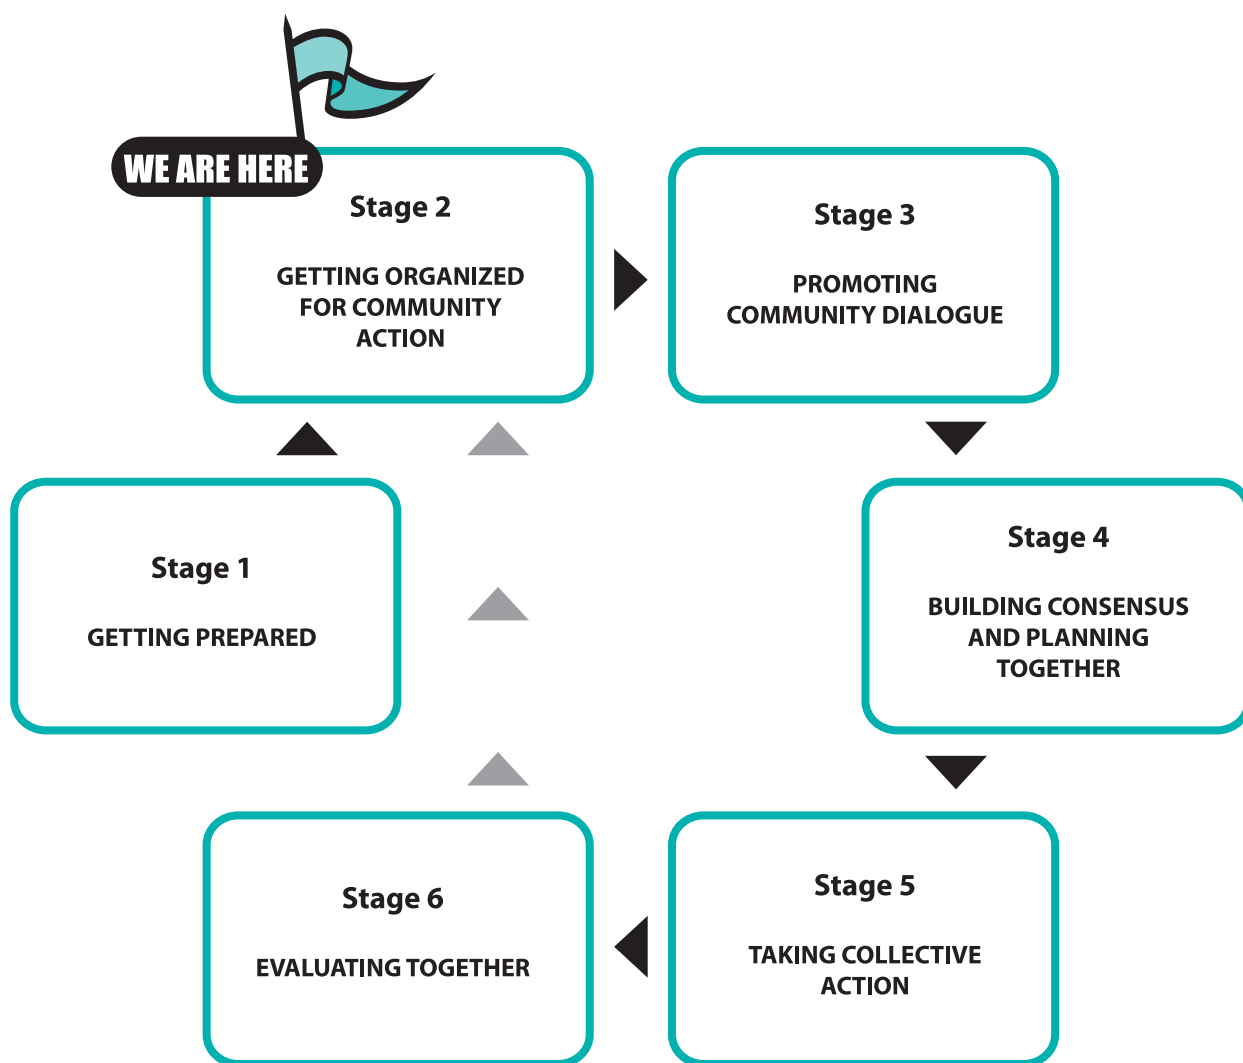 WE ARE HERE
Stage 2
GETTING ORGANIZED
FOR COMMUNITY
ACTION
Stage 3
PROMOTING
COMMUNITY DIALOGUE
Stage 1
GETTING PREPARED
Stage 4
BUILDING CONSENSUS
AND PLANNING
TOGETHER
Stage 6
EVALUATING TOGETHER
Stage 5
TAKING COLLECTIVE
ACTION